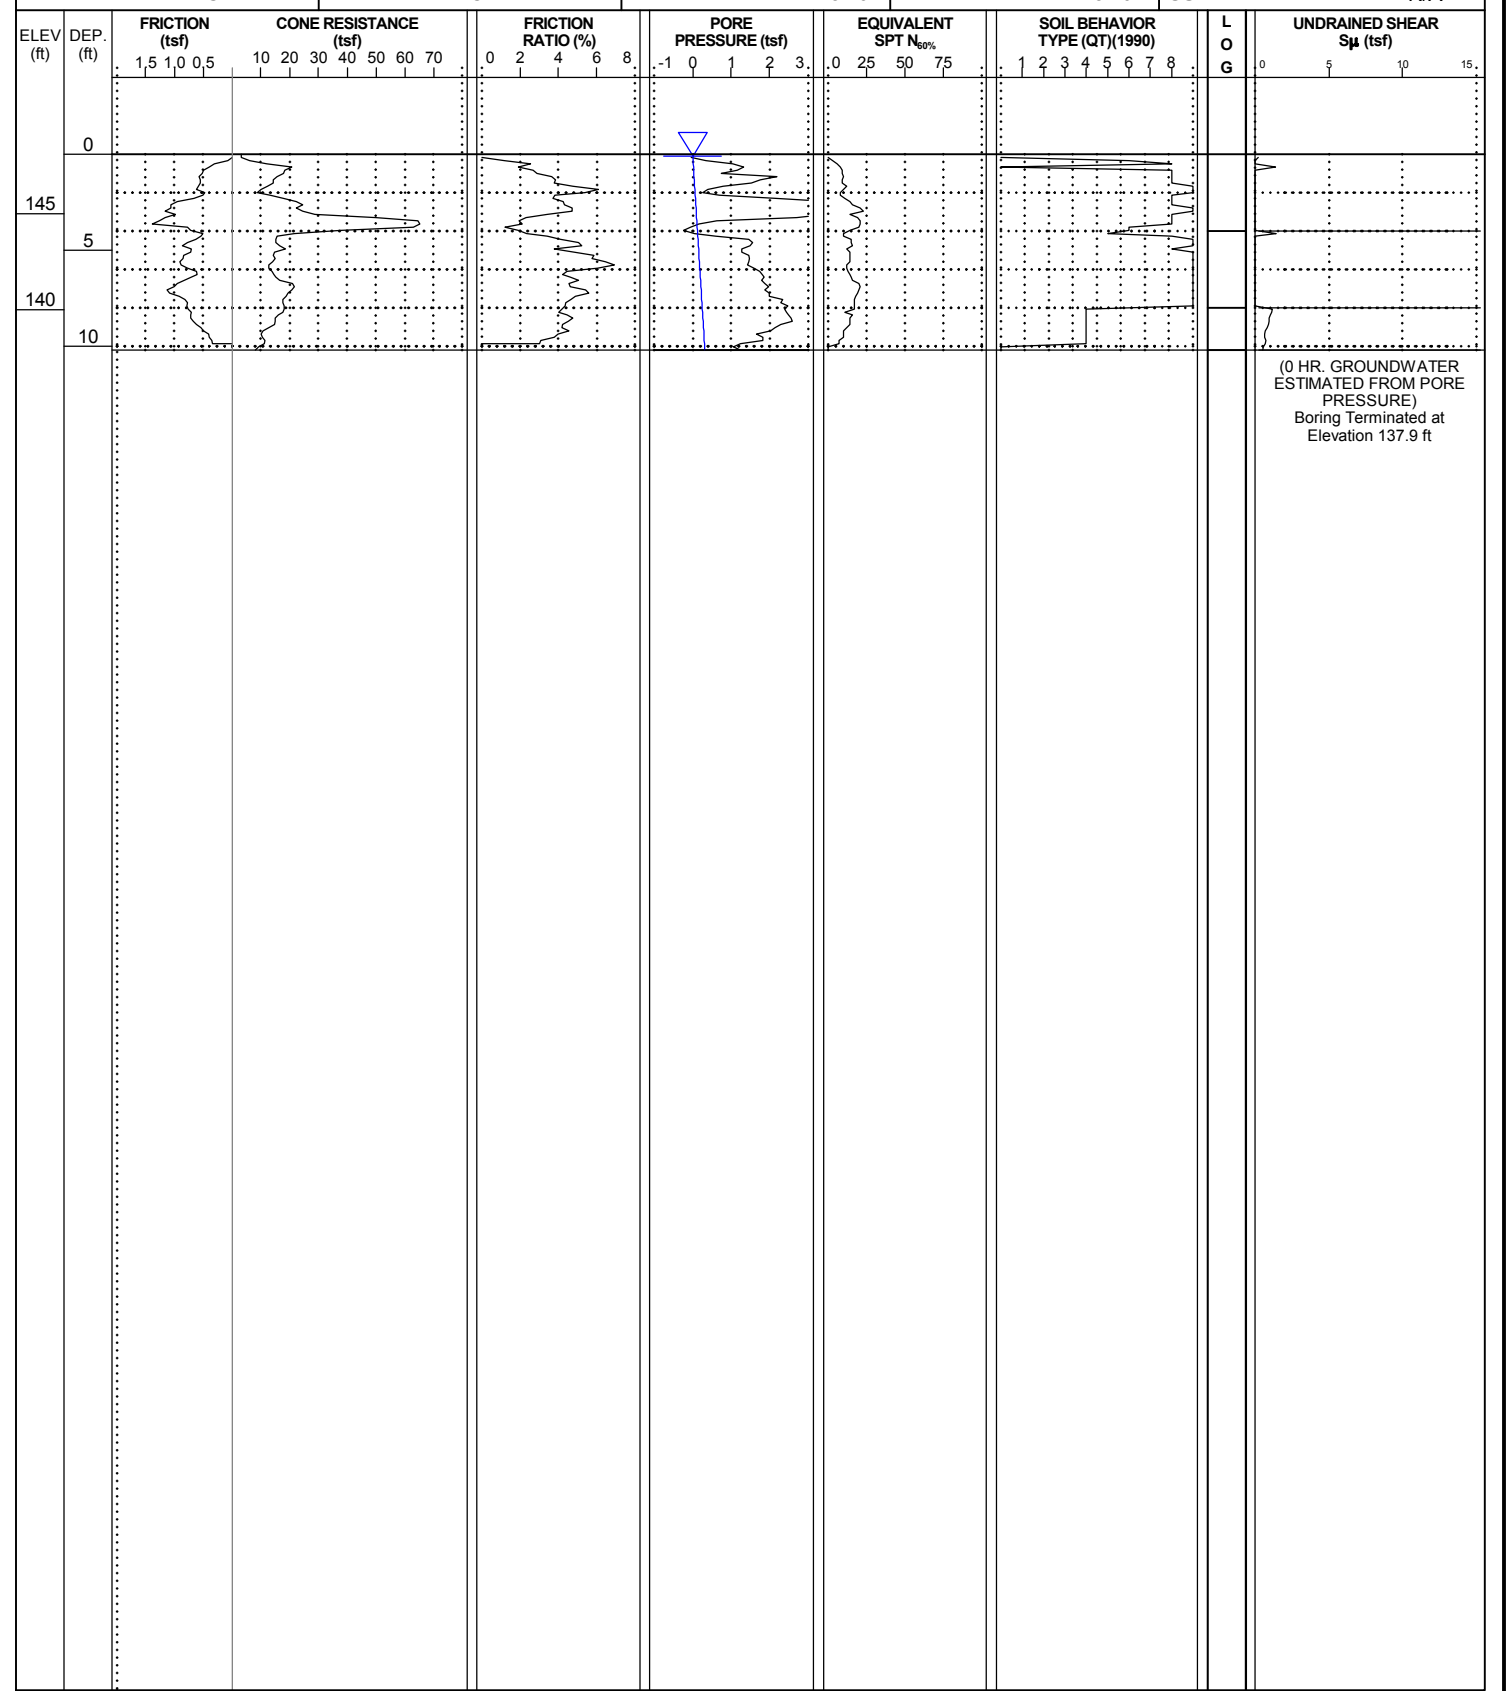 ELEV (ft)
DEP. (ft)
FRICTION (tsf)
1.5 1.0 0.5
CONE RESISTANCE (tsf)
10 20 30 40 50 60 70
FRICTION RATIO (%)
0 2 4 6 8
PORE PRESSURE (tsf)
-1 0 1 2 3
EQUIVALENT SPT N60%
0 25 50 75
SOIL BEHAVIOR TYPE (QT)(1990)
1 2 3 4 5 6 7 8
L
O
G
UNDRAINED SHEAR
Sμ (tsf)
0 5 10 15
0
145
5
140
10
(0 HR. GROUNDWATER
ESTIMATED FROM PORE
PRESSURE)
Boring Terminated at
Elevation 137.9 ft